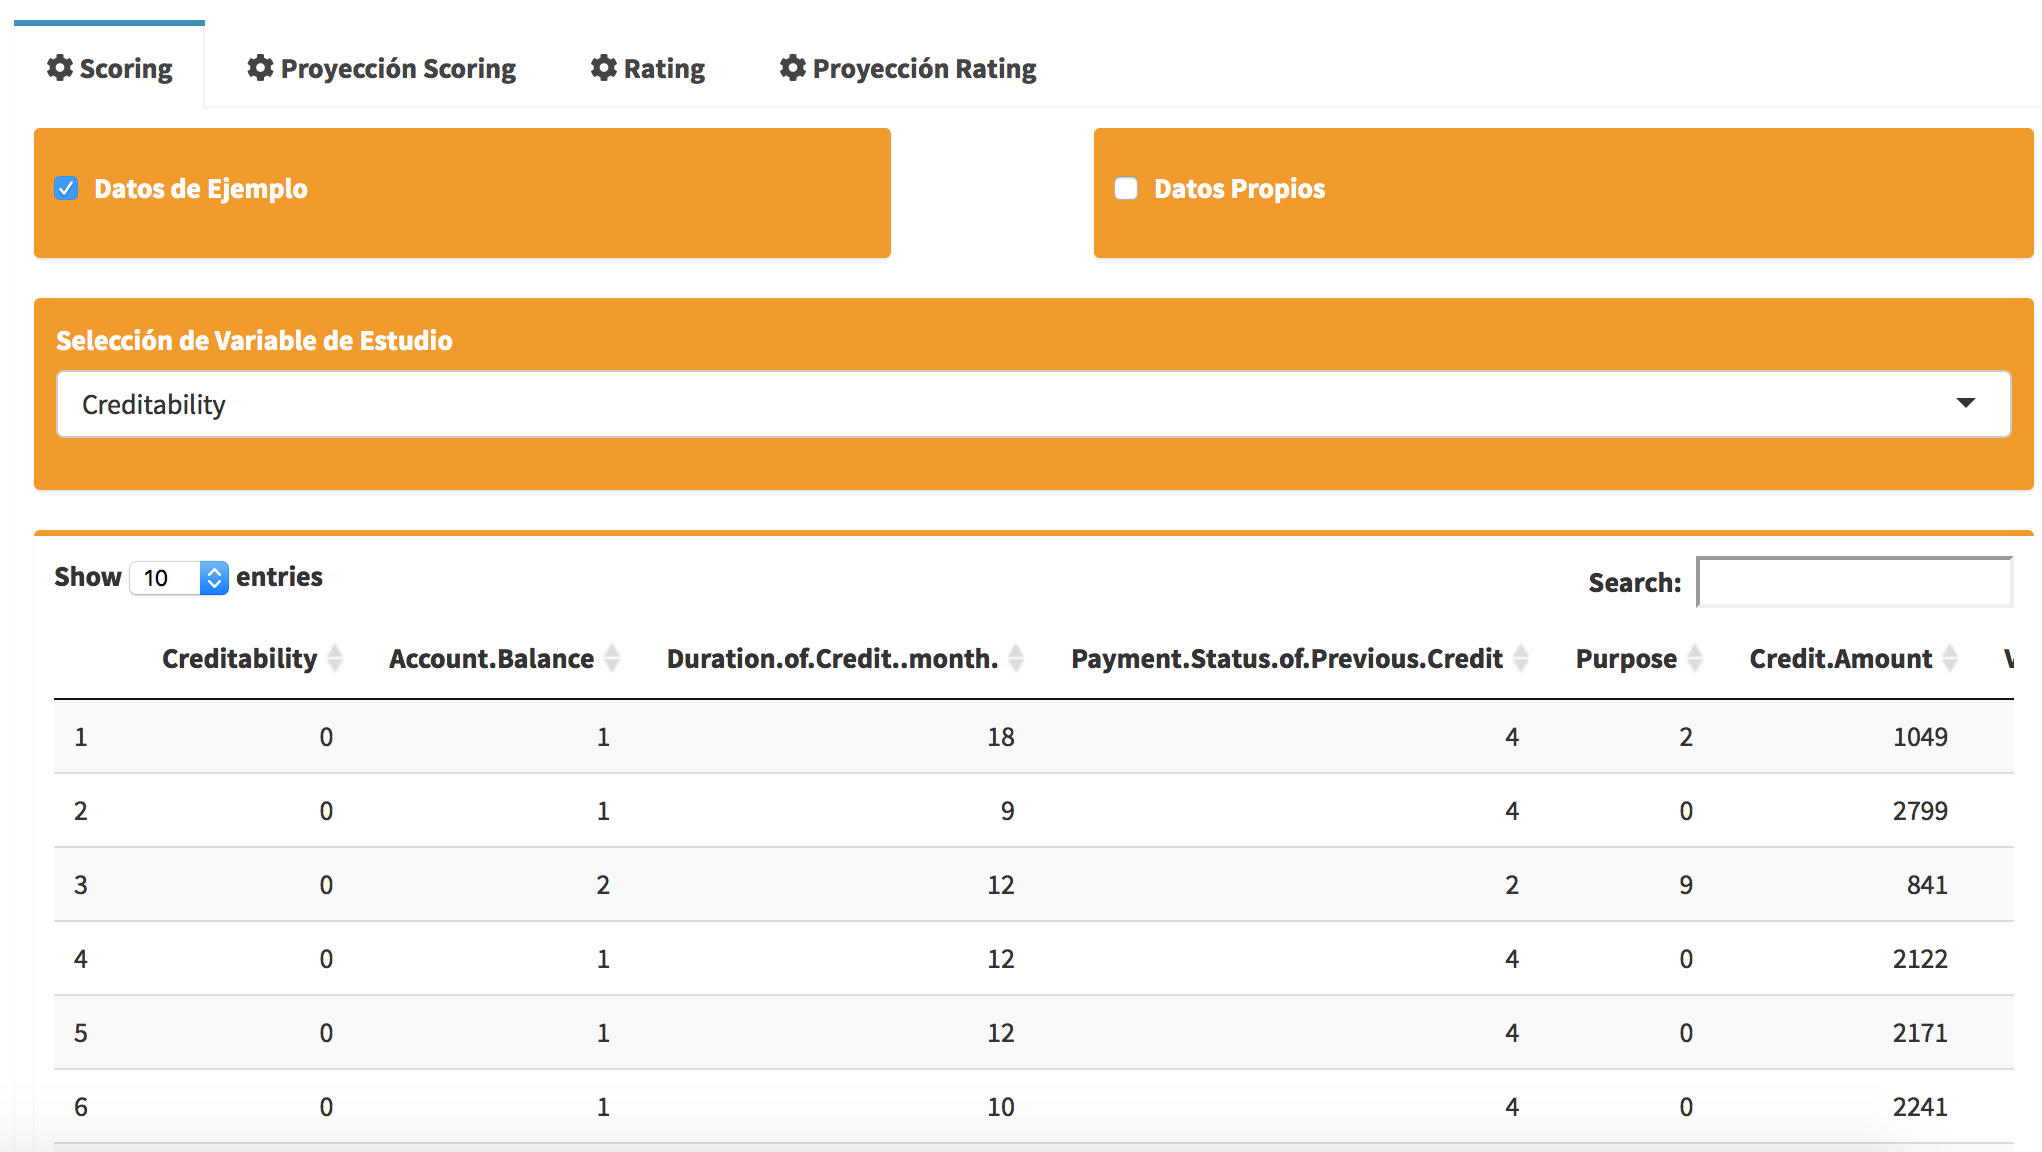 Scoring Proyección Scoring Rating Proyección Rating
Datos de Ejemplo Datos Propios
Selección de Variable de Estudio
Creditability
Show 10 entries Search:
Creditability Account.Balance Duration.of.Credit..month. Payment.Status.of.Previous.Credit Purpose Credit.Amount
1 0 1 18 4 2 1049
2 0 1 9 4 0 2799
3 0 2 12 2 9 841
4 0 1 12 4 0 2122
5 0 1 12 4 0 2171
6 0 1 10 4 0 2241